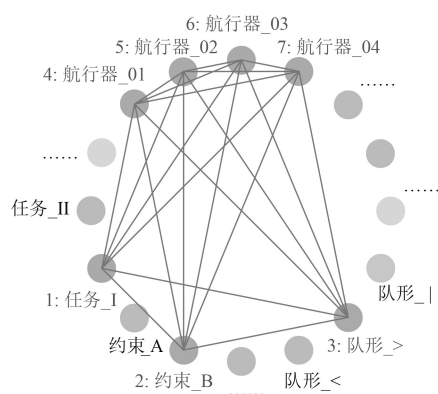 6: 航行器_03
5: 航行器_02
7: 航行器_04
4: 航行器_01
……
……
……
任务_II
队形_|
1: 任务_I
约束_A
3: 队形_>
2: 约束_B
队形_<
……